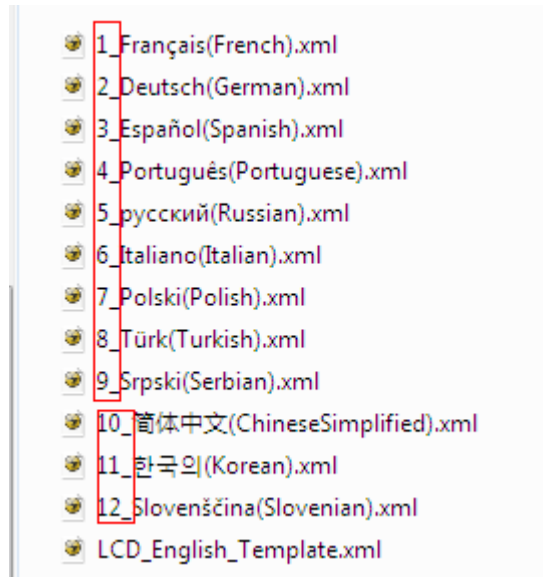 1_Français(French).xml
2_Deutsch(German).xml
3_Español(Spanish).xml
4_Português(Portuguese).xml
5_русский(Russian).xml
6_Italiano(Italian).xml
7_Polski(Polish).xml
8_Türk(Turkish).xml
9_Srpski(Serbian).xml
10_简体中文(ChineseSimplified).xml
11_한국의(Korean).xml
12_Slovenščina(Slovenian).xml
LCD_English_Template.xml